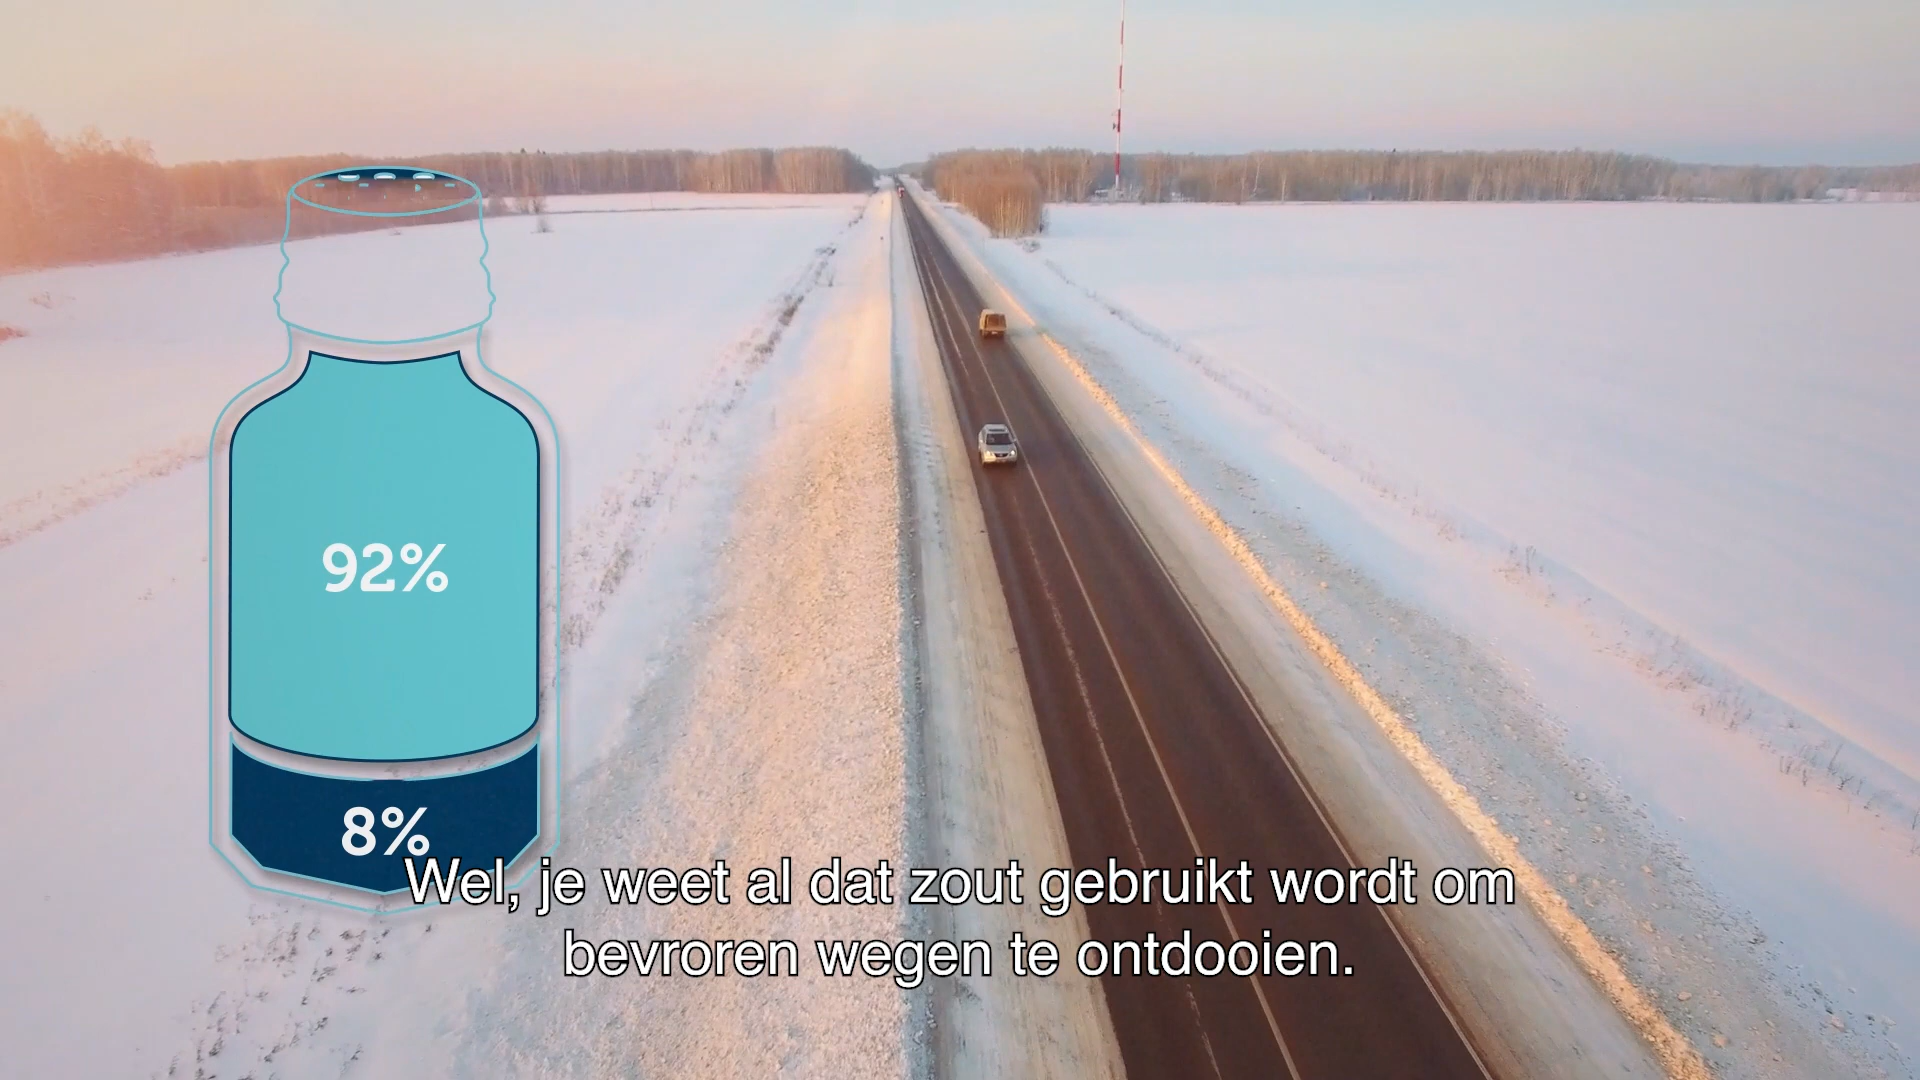 92%
8%
Wel, je weet al dat zout gebruikt wordt om
bevroren wegen te ontdooien.